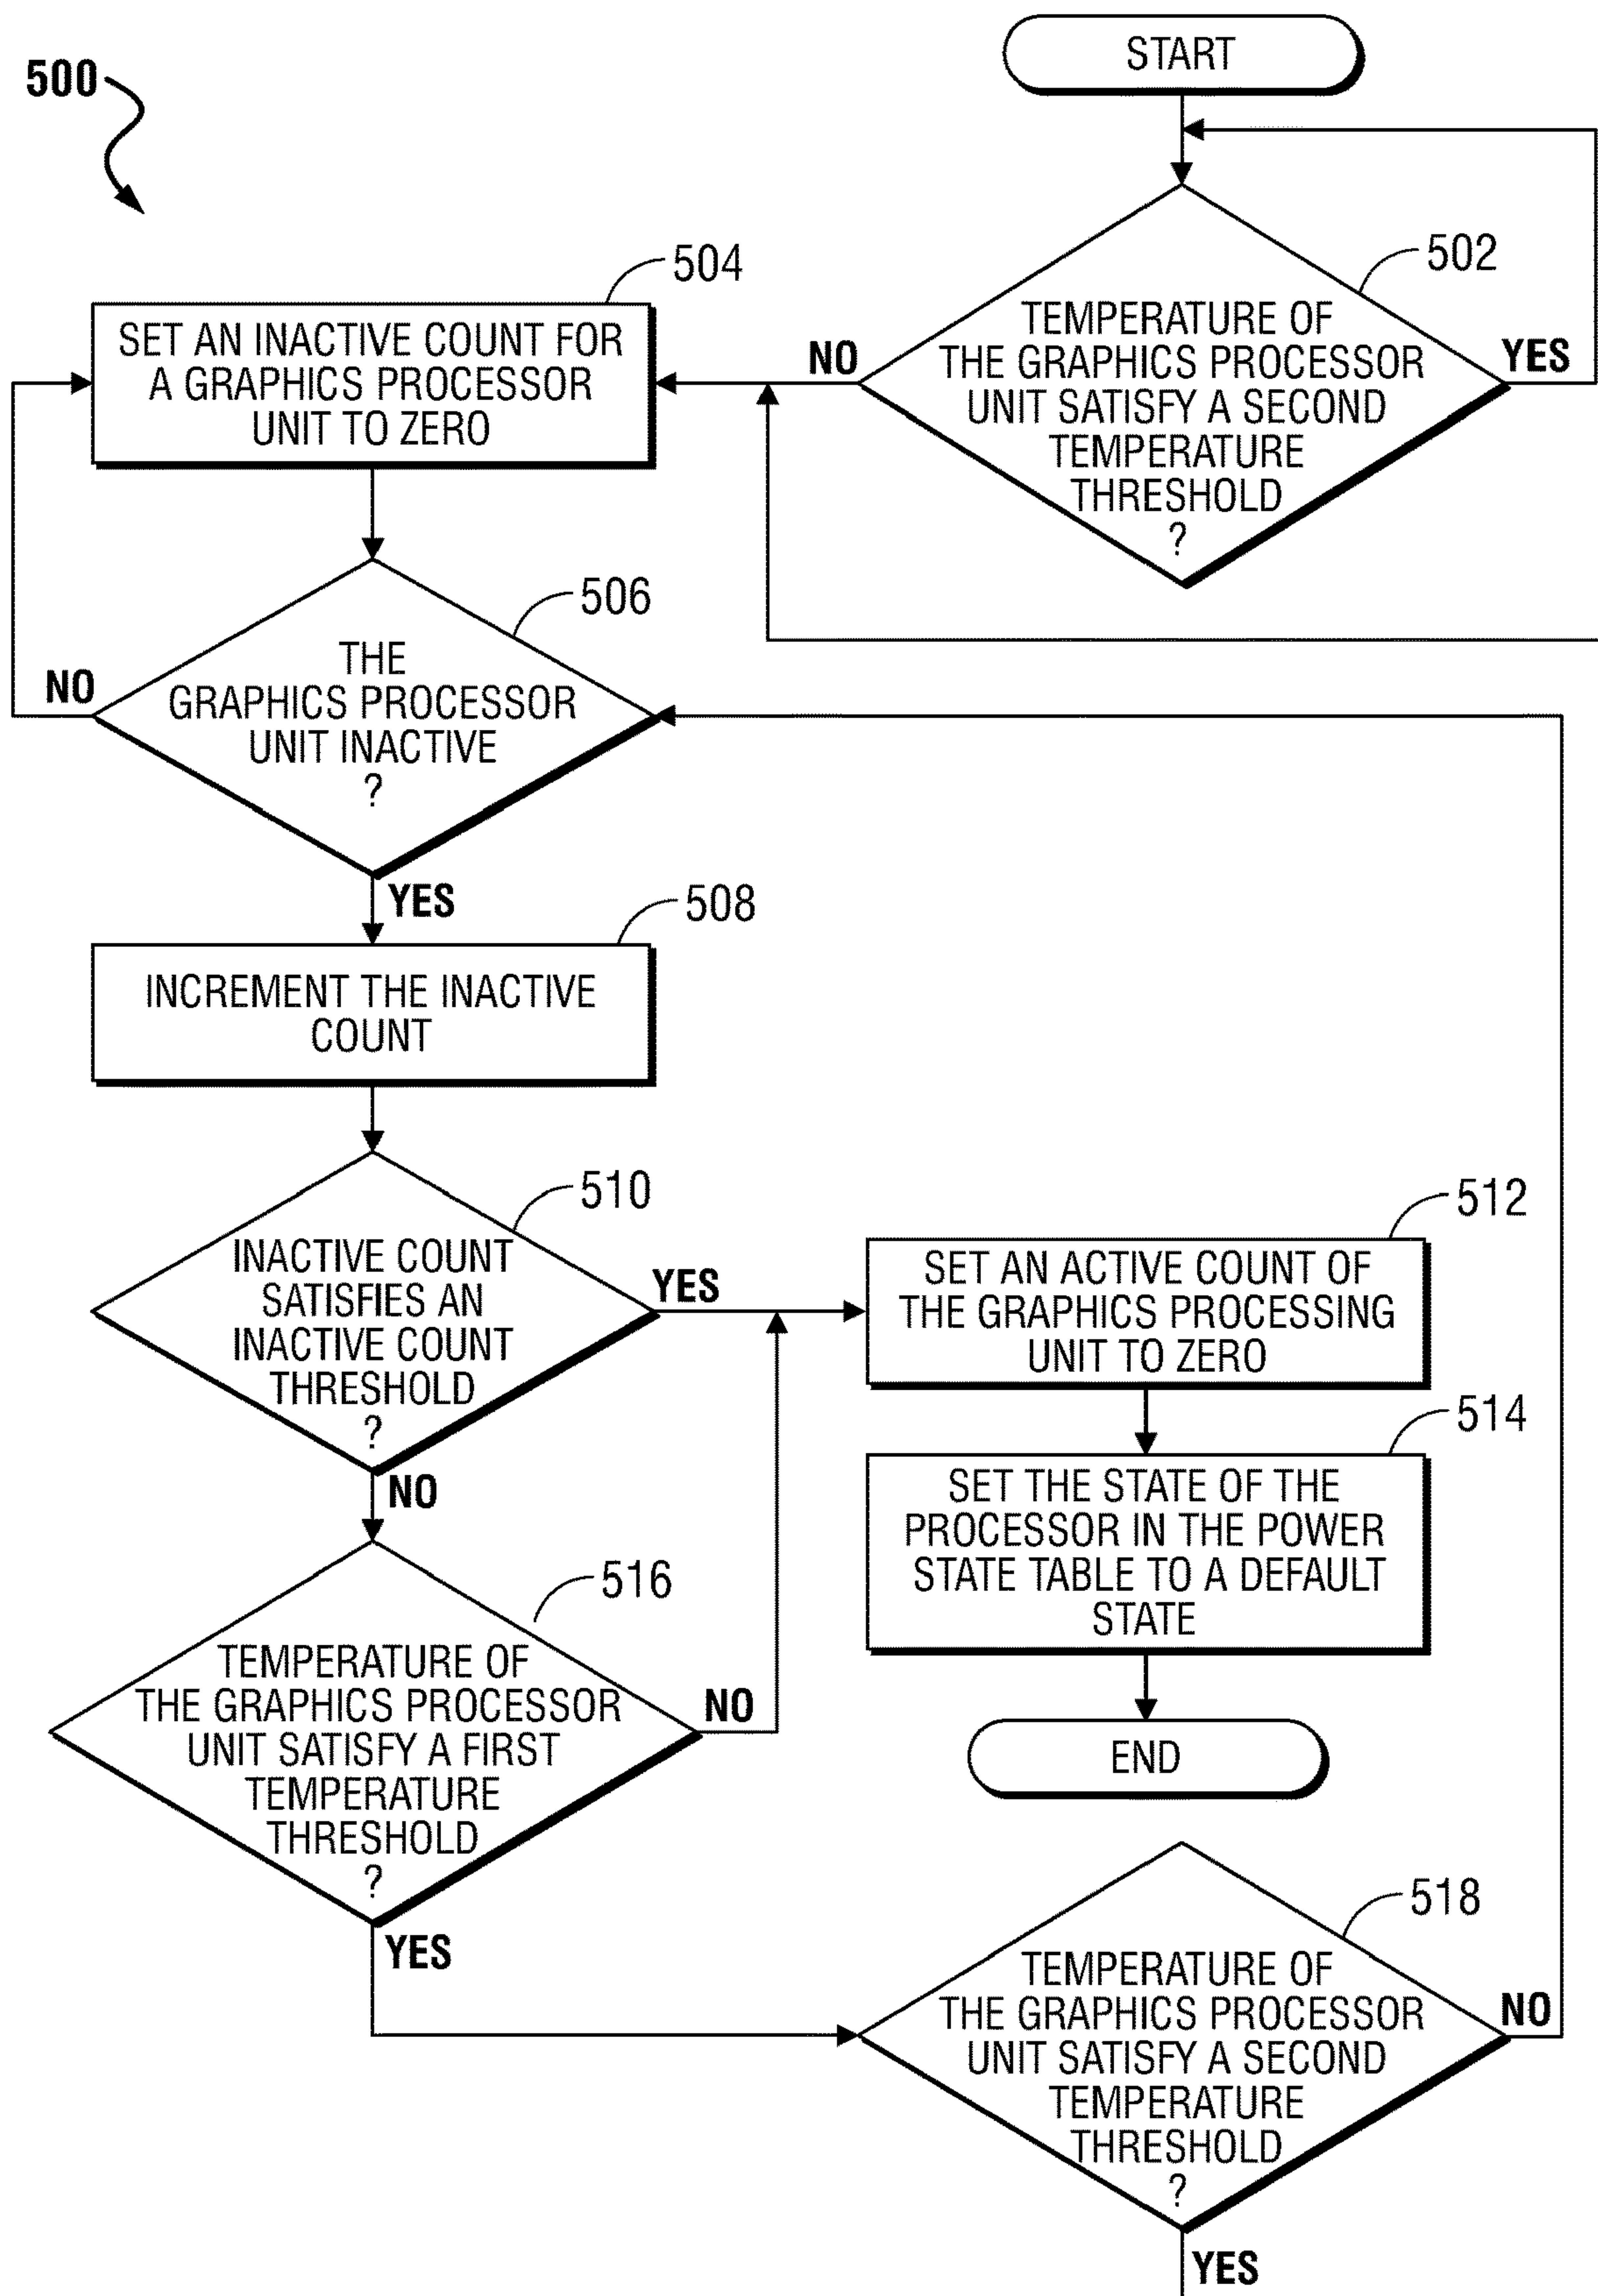 500
START
502
TEMPERATURE OF
THE GRAPHICS PROCESSOR
UNIT SATISFY A SECOND
TEMPERATURE
THRESHOLD
?
YES
NO
504
SET AN INACTIVE COUNT FOR
A GRAPHICS PROCESSOR
UNIT TO ZERO
506
THE
GRAPHICS PROCESSOR
UNIT INACTIVE
?
NO
YES
508
INCREMENT THE INACTIVE
COUNT
510
INACTIVE COUNT
SATISFIES AN
INACTIVE COUNT
THRESHOLD
?
YES
NO
512
SET AN ACTIVE COUNT OF
THE GRAPHICS PROCESSING
UNIT TO ZERO
514
SET THE STATE OF THE
PROCESSOR IN THE POWER
STATE TABLE TO A DEFAULT
STATE
END
516
TEMPERATURE OF
THE GRAPHICS PROCESSOR
UNIT SATISFY A FIRST
TEMPERATURE
THRESHOLD
?
NO
YES
518
TEMPERATURE OF
THE GRAPHICS PROCESSOR
UNIT SATISFY A SECOND
TEMPERATURE
THRESHOLD
?
NO
YES